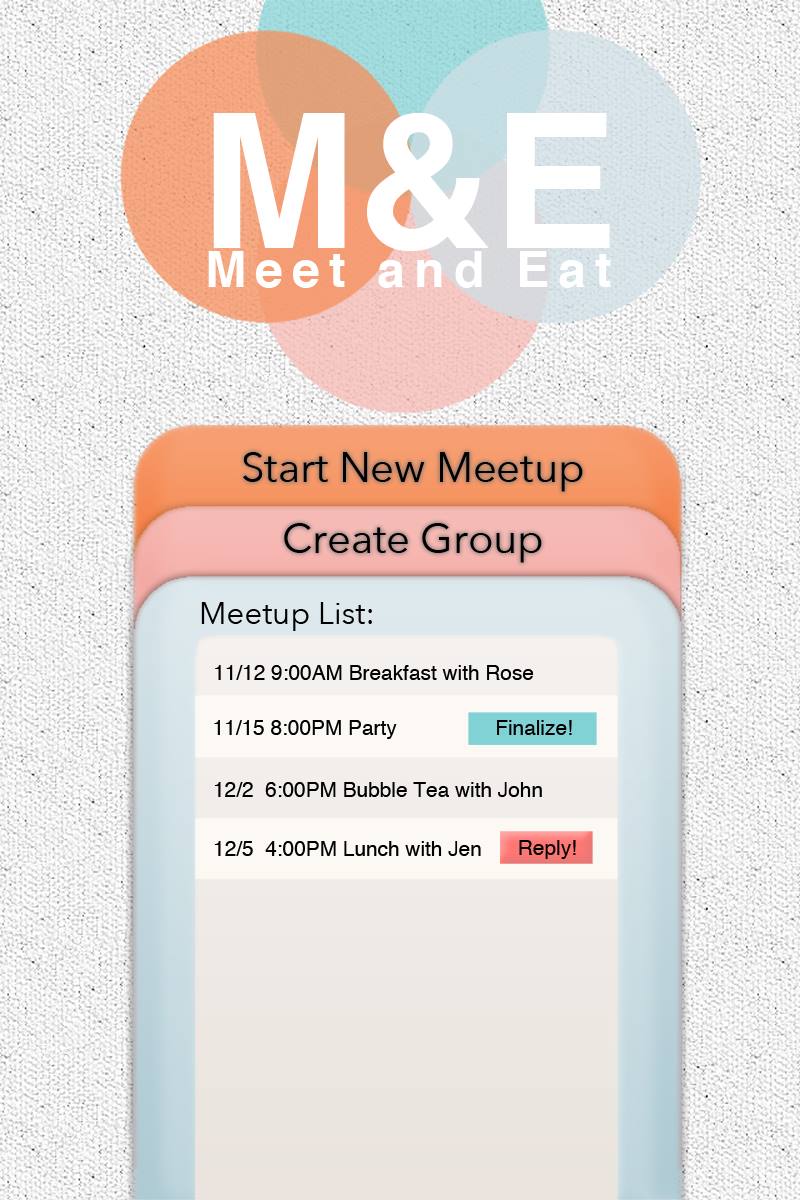 M&E
Meet and Eat
Start New Meetup
Create Group
Meetup List:
11/12 9:00AM Breakfast with Rose
11/15 8:00PM Party Finalize!
12/2 6:00PM Bubble Tea with John
12/5 4:00PM Lunch with Jen Reply!